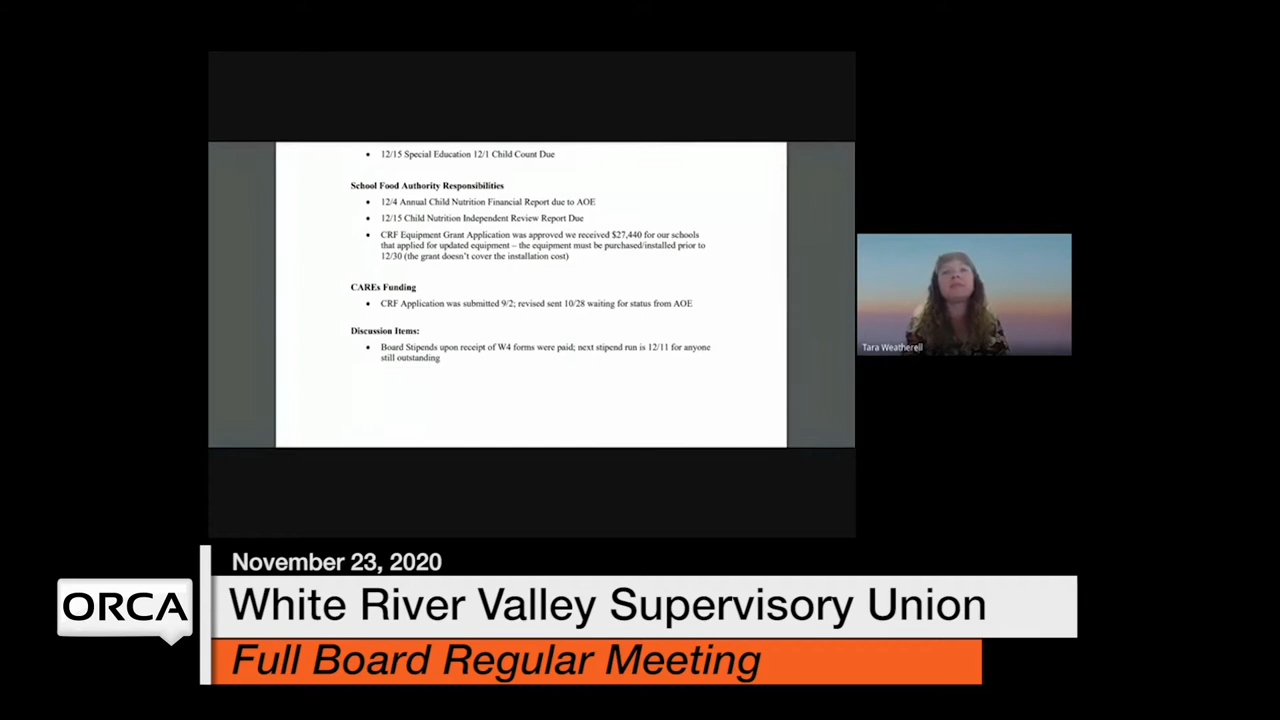 • 12/15 Special Education 12/1 Child Count Due
School Food Authority Responsibilities
• 12/4 Annual Child Nutrition Financial Report due to AOE
• 12/15 Child Nutrition Independent Review Report Due
• CRF Equipment Grant Application was approved we received $27,440 for our schools
that applied for updated equipment – the equipment must be purchased/installed prior to
12/30 (the grant doesn't cover the installation cost)
CAREs Funding
• CRF Application was submitted 9/2; revised sent 10/28 waiting for status from AOE
Discussion Items:
• Board Stipends upon receipt of W4 forms were paid; next stipend run is 12/11 for anyone
still outstanding
Tara Weatherell
November 23, 2020
ORCA
White River Valley Supervisory Union
Full Board Regular Meeting